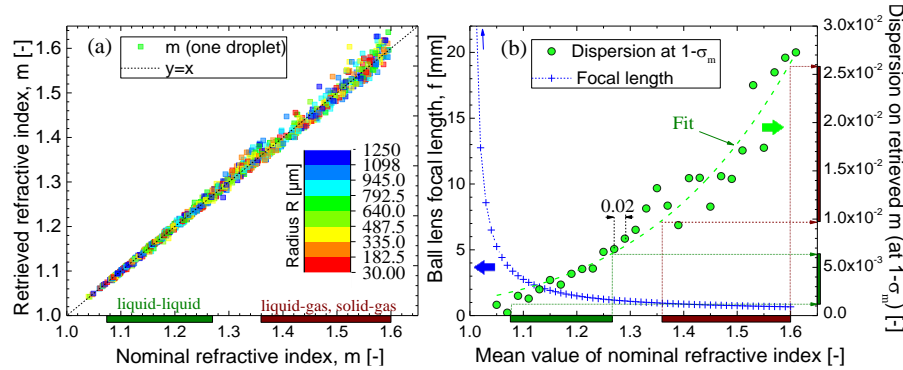 (a)
m (one droplet)
y=x
Retrieved refractive index, m [-]
1.6
1.5
1.4
1.3
1.2
1.1
1.0
Radius R [µm]
1250
1098
945.0
792.5
640.0
487.5
335.0
182.5
30.00
liquid-liquid
liquid-gas, solid-gas
1.0 1.1 1.2 1.3 1.4 1.5 1.6
Nominal refractive index, m [-]
(b)
Dispersion at 1-σm
Focal length
Ball lens focal length, f [mm]
20
15
10
5
0
Fit
0.02
3.0x10-2
2.5x10-2
2.0x10-2
1.5x10-2
1.0x10-2
5.0x10-3
0.0
Dispersion on retrieved m (at 1-σm)
1.0 1.1 1.2 1.3 1.4 1.5 1.6
Mean value of nominal refractive index [-]